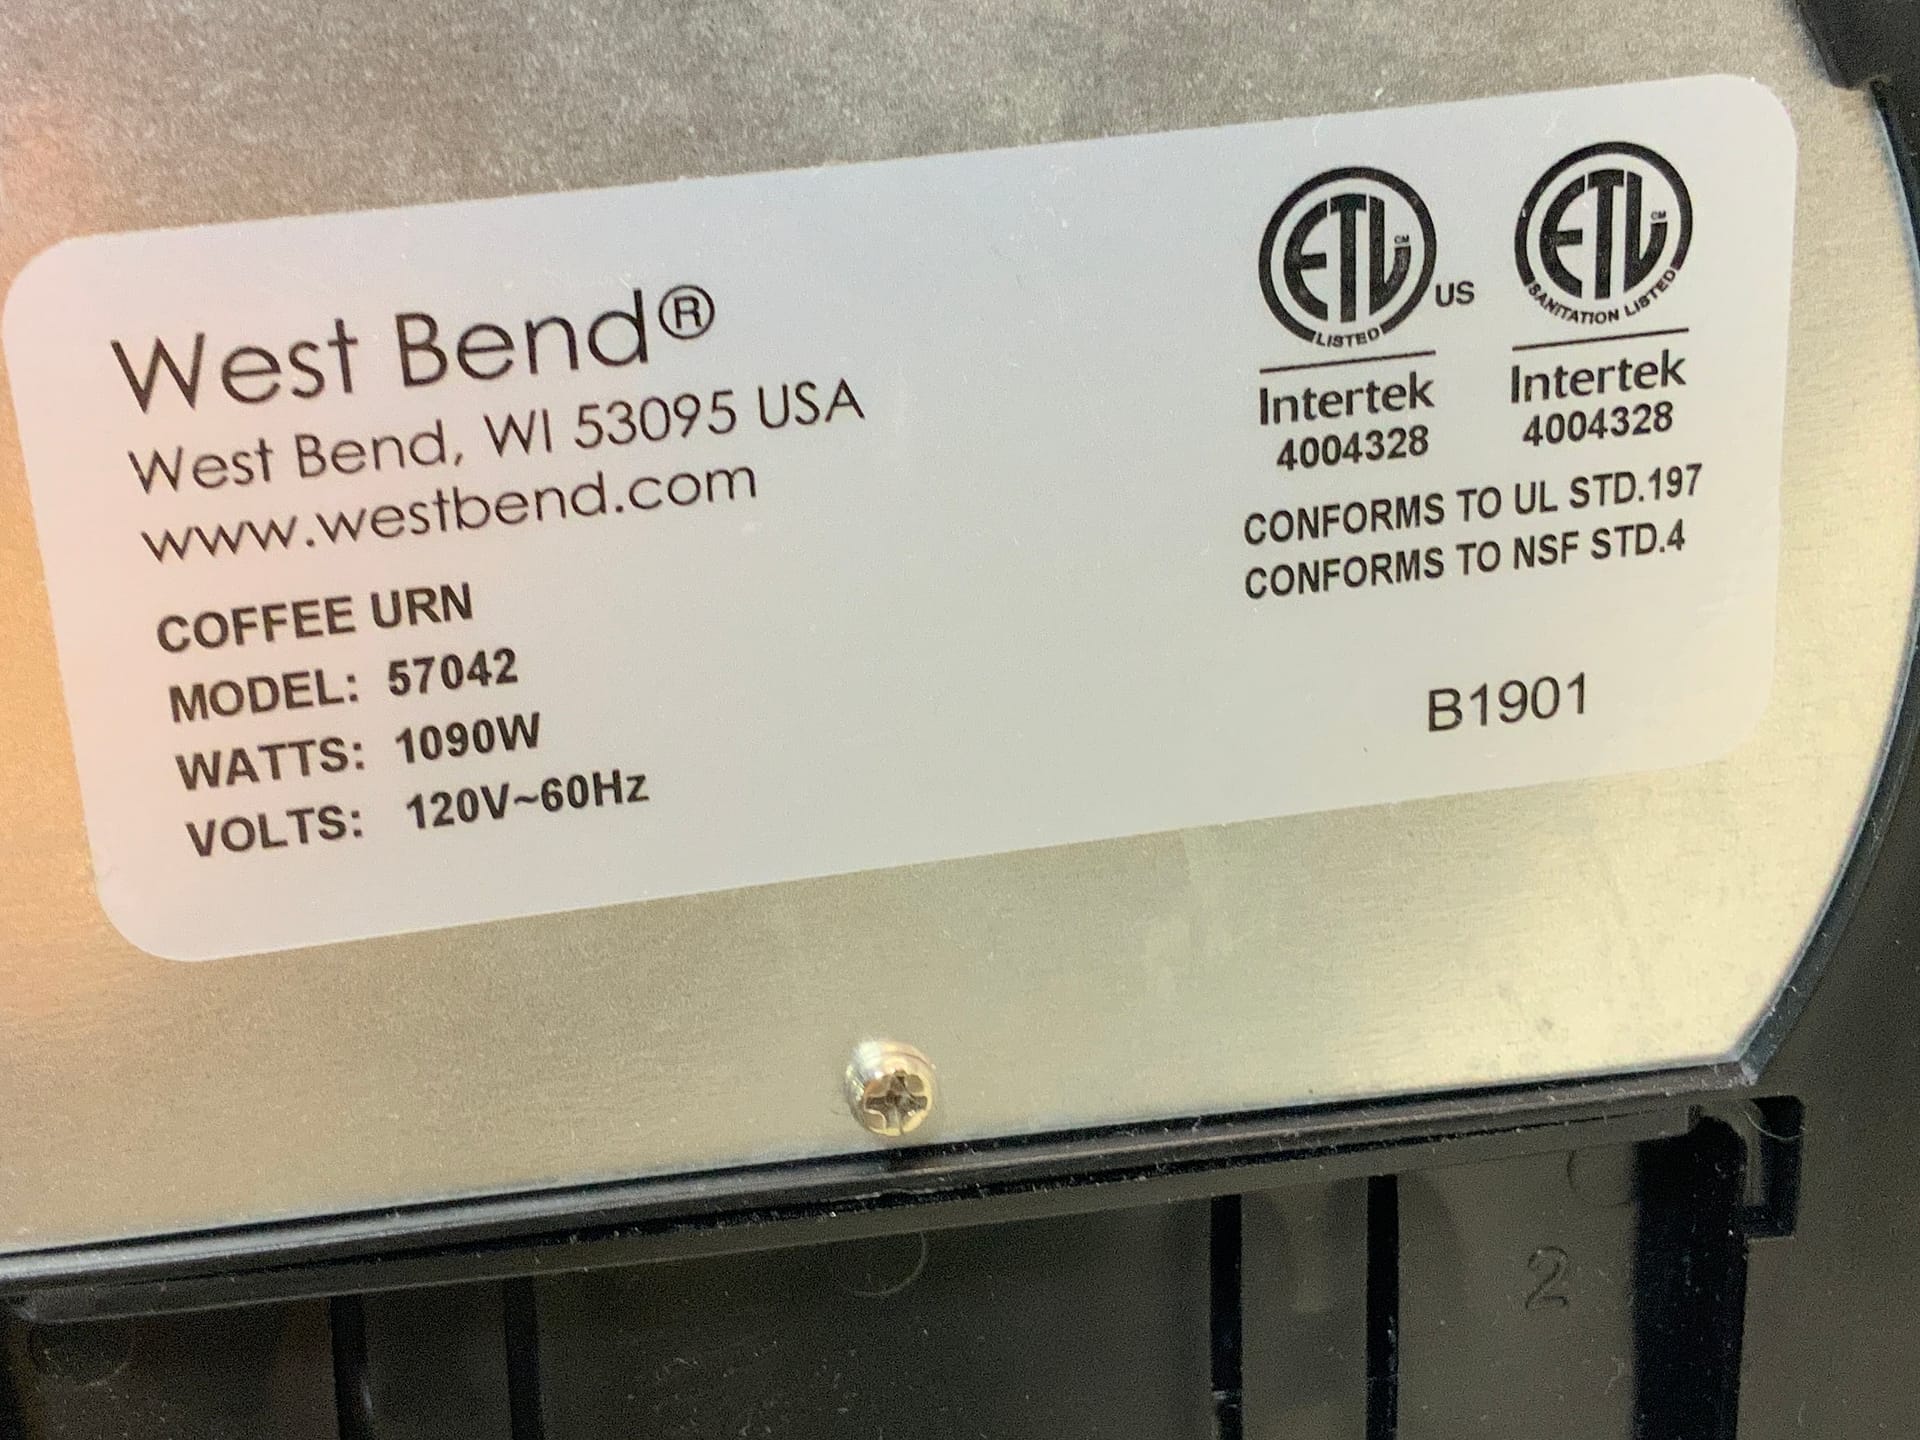 West Bend®
West Bend, WI 53095 USA
www.westbend.com
COFFEE URN
MODEL: 57042
WATTS: 1090W
VOLTS: 120V~60Hz
ETL CM
LISTED
US
Intertek
4004328
ETL CM
SANITATION LISTED
Intertek
4004328
CONFORMS TO UL STD.197
CONFORMS TO NSF STD.4
B1901
2